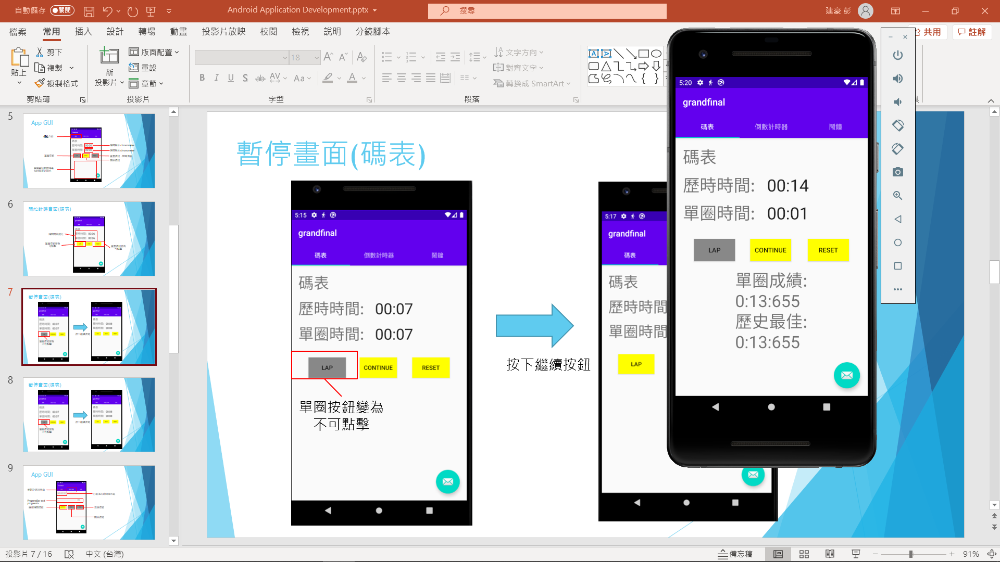 自動儲存 關閉
Android Application Development.pptx
搜尋
建豪 彭
檔案 常用 插入 設計 轉場 動畫 投影片放映 校閱 檢視 說明 分鏡腳本
共用 註解
貼上
剪下
複製
複製格式
剪貼簿
新
投影片
版面配置
重設
章節
投影片
18
B I U S ab AV Aa A
字型
文字方向
對齊文字
轉換成 SmartArt
段落
5
App GUI
6
開始計時畫面(碼表)
7
暫停畫面(碼表)
8
暫停畫面(碼表)
9
App GUI
ProgressBar and
暫停畫面(碼表)
5:15
grandfinal
碼表 倒數計時器 鬧鐘
碼表
歷時時間: 00:07
單圈時間: 00:07
LAP CONTINUE RESET
單圈按鈕變為
不可點擊
按下繼續按鈕
5:17
grandfinal
碼表
碼表
歷時時間
單圈時間
LAP
5:20
grandfinal
碼表 倒數計時器 鬧鐘
碼表
歷時時間: 00:14
單圈時間: 00:01
LAP CONTINUE RESET
單圈成績:
0:13:655
歷史最佳:
0:13:655
投影片 7 / 16
中文 (台灣)
備忘稿
91%